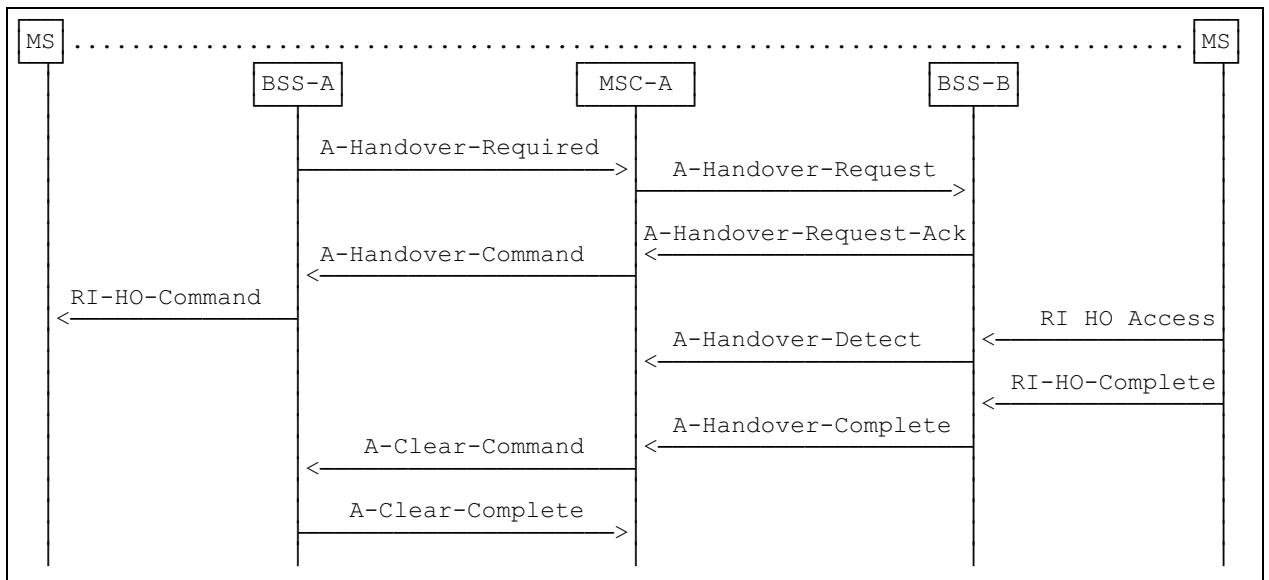 MS MS
BSS-A MSC-A BSS-B
A-Handover-Required
A-Handover-Request
A-Handover-Request-Ack
A-Handover-Command
RI-HO-Command
RI HO Access
A-Handover-Detect
RI-HO-Complete
A-Handover-Complete
A-Clear-Command
A-Clear-Complete